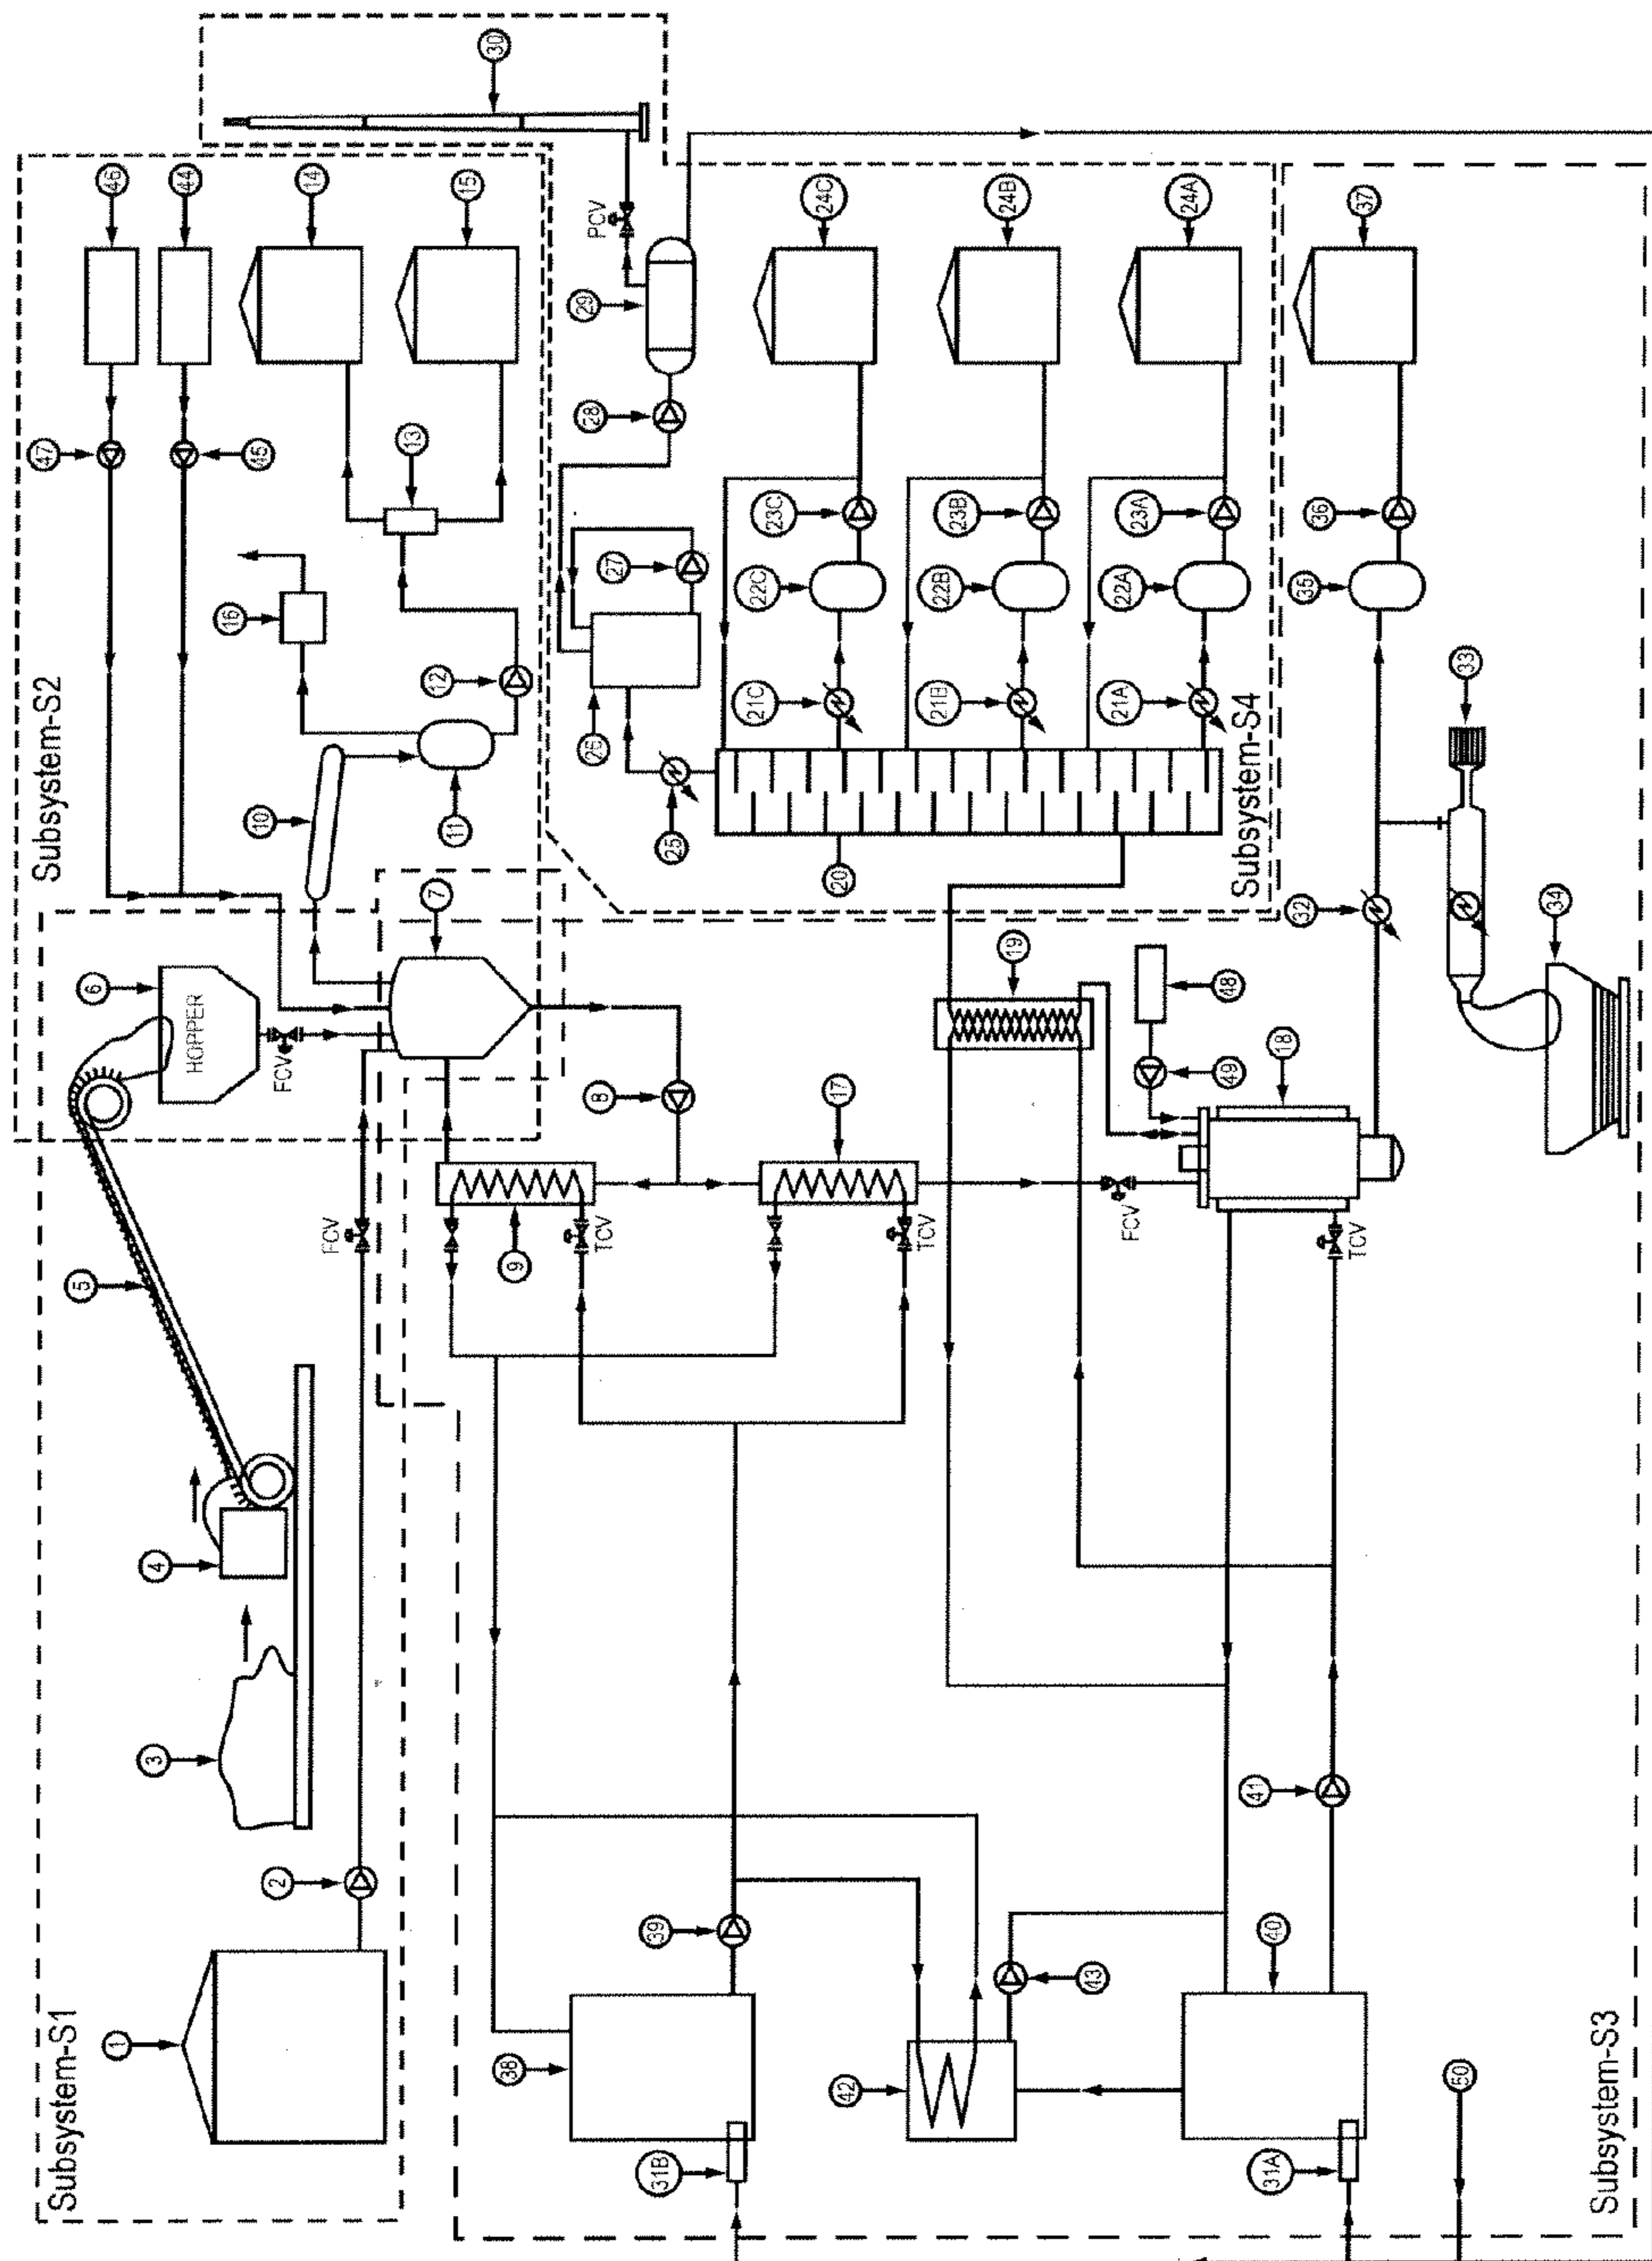 Subsystem-S1
1
2
3
4
5
6
HOPPER
FCV
FCV
Subsystem-S2
46
44
14
15
47
45
13
16
12
10
11
7
8
9
TCV
17
TCV
30
PCV
29
28
27
26
25
24C
24B
24A
23C
23B
23A
22C
22B
22A
21C
21B
21A
20
Subsystem-S4
19
48
49
18
FCV
TCV
37
36
35
33
32
34
39
38
31B
42
43
41
40
31A
50
Subsystem-S3